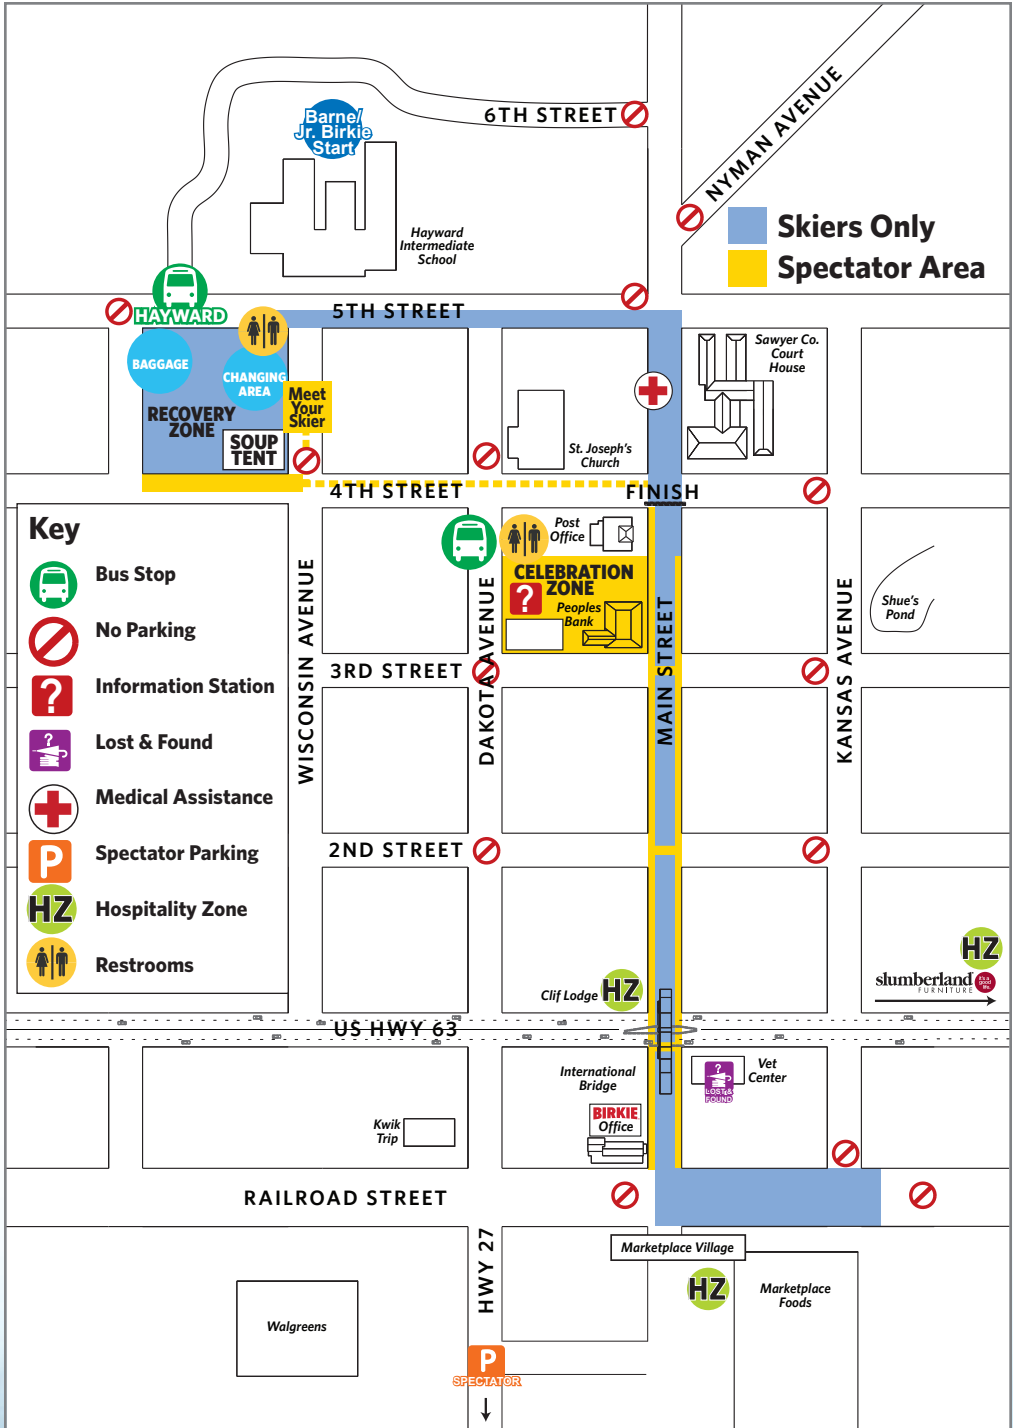 6TH STREET
NYMAN AVENUE
Barne/
Jr. Birkie
Start
Hayward
Intermediate
School
Skiers Only
Spectator Area
HAYWARD
5TH STREET
BAGGAGE
CHANGING
AREA
RECOVERY
ZONE
SOUP
TENT
Meet
Your
Skier
Sawyer Co.
Court
House
St. Joseph's
Church
4TH STREET
FINISH
Key
Bus Stop
No Parking
?
Information Station
?
Lost & Found
Medical Assistance
P
Spectator Parking
HZ
Hospitality Zone
Restrooms
WISCONSIN AVENUE
DAKOTA AVENUE
MAIN STREET
KANSAS AVENUE
Post
Office
CELEBRATION
ZONE
?
Peoples
Bank
Shue's
Pond
3RD STREET
2ND STREET
Clif Lodge
HZ
HZ
slumberland
FURNITURE
it's a
good
life.
US HWY 63
International
Bridge
BIRKIE
Office
Vet
Center
?
LOST &
FOUND
Kwik
Trip
RAILROAD STREET
HWY 27
Marketplace Village
HZ
Marketplace
Foods
Walgreens
P
SPECTATOR